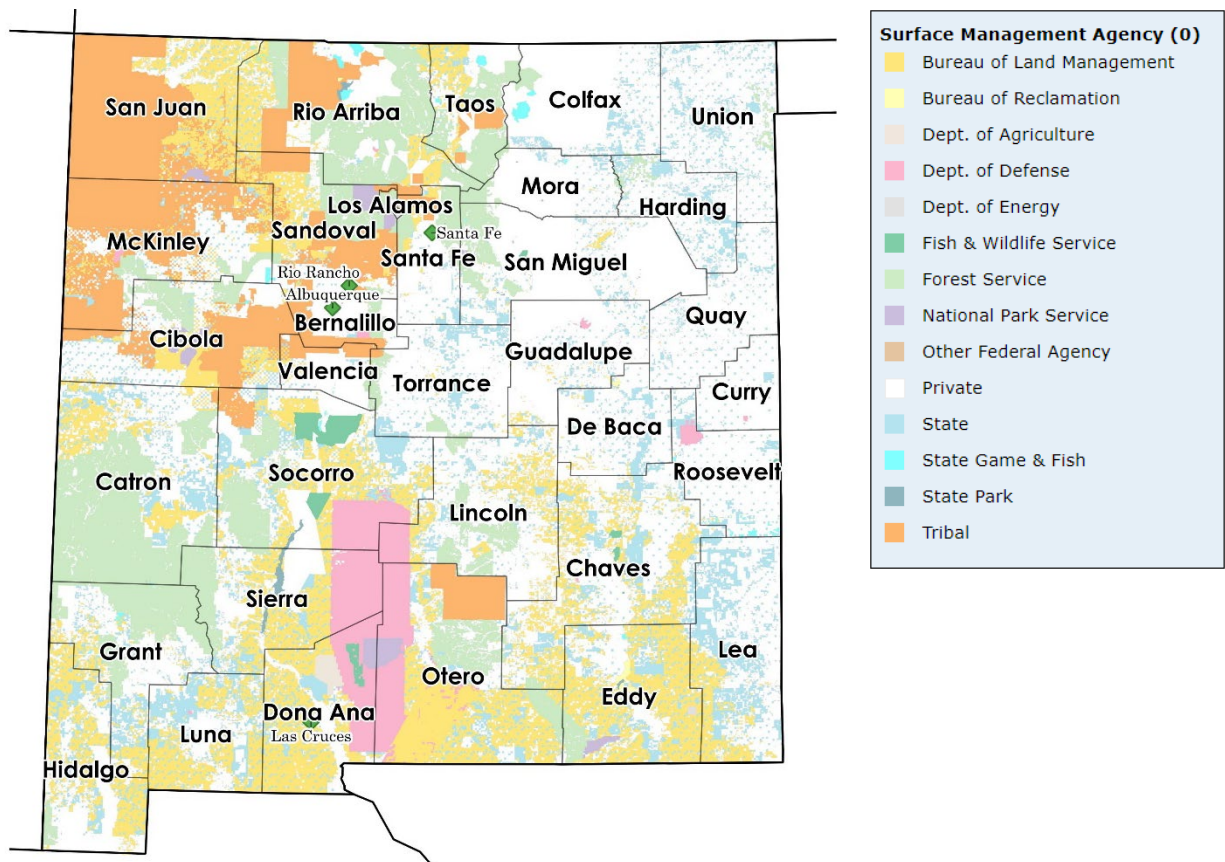 San Juan
Rio Arriba
Taos
Colfax
Union
Mora
Harding
Los Alamos
McKinley
Sandoval
Santa Fe
Santa Fe
San Miguel
Rio Rancho
Albuquerque
Bernalillo
Quay
Cibola
Valencia
Guadalupe
Torrance
Curry
De Baca
Catron
Socorro
Roosevelt
Lincoln
Chaves
Sierra
Grant
Lea
Otero
Eddy
Dona Ana
Luna
Las Cruces
Hidalgo
Surface Management Agency (0)
Bureau of Land Management
Bureau of Reclamation
Dept. of Agriculture
Dept. of Defense
Dept. of Energy
Fish & Wildlife Service
Forest Service
National Park Service
Other Federal Agency
Private
State
State Game & Fish
State Park
Tribal